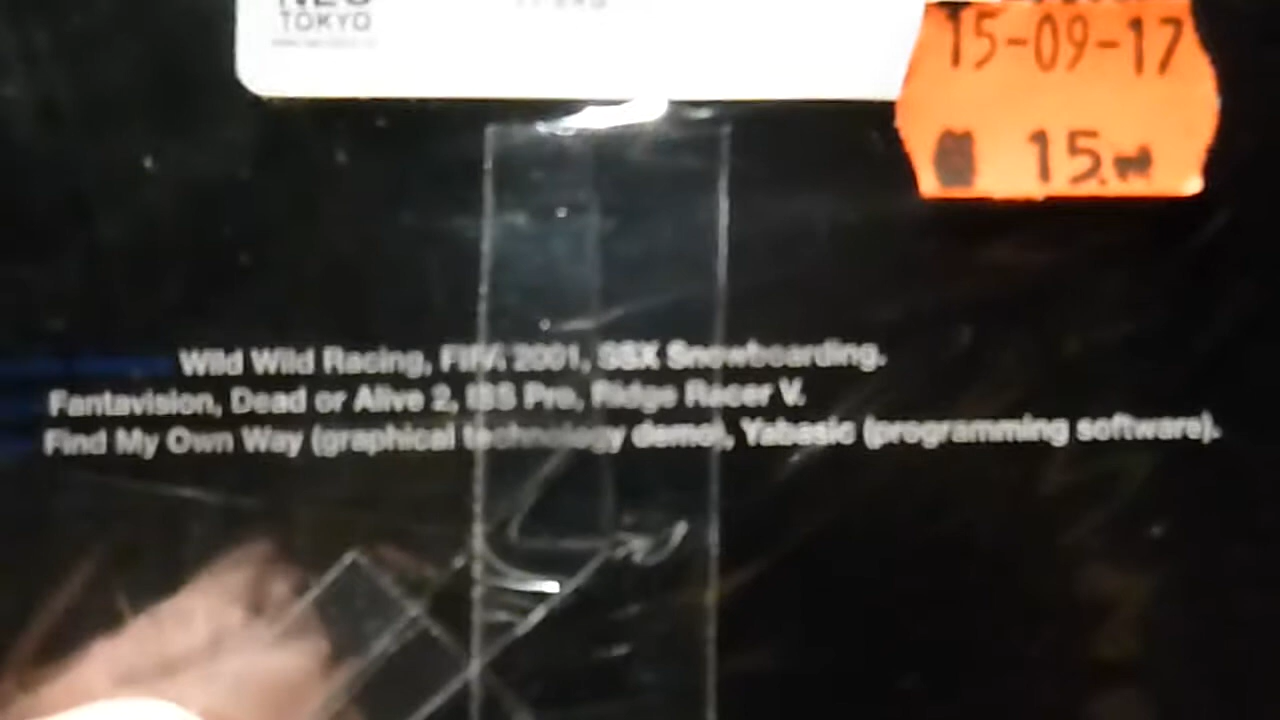 NEO
TOKYO
15-09-17
15.
Wild Wild Racing, FIFA 2001, SSX Snowboarding.
Fantavision, Dead or Alive 2, ISS Pro, Ridge Racer V.
Find My Own Way (graphical technology demo), Yabasic (programming software).